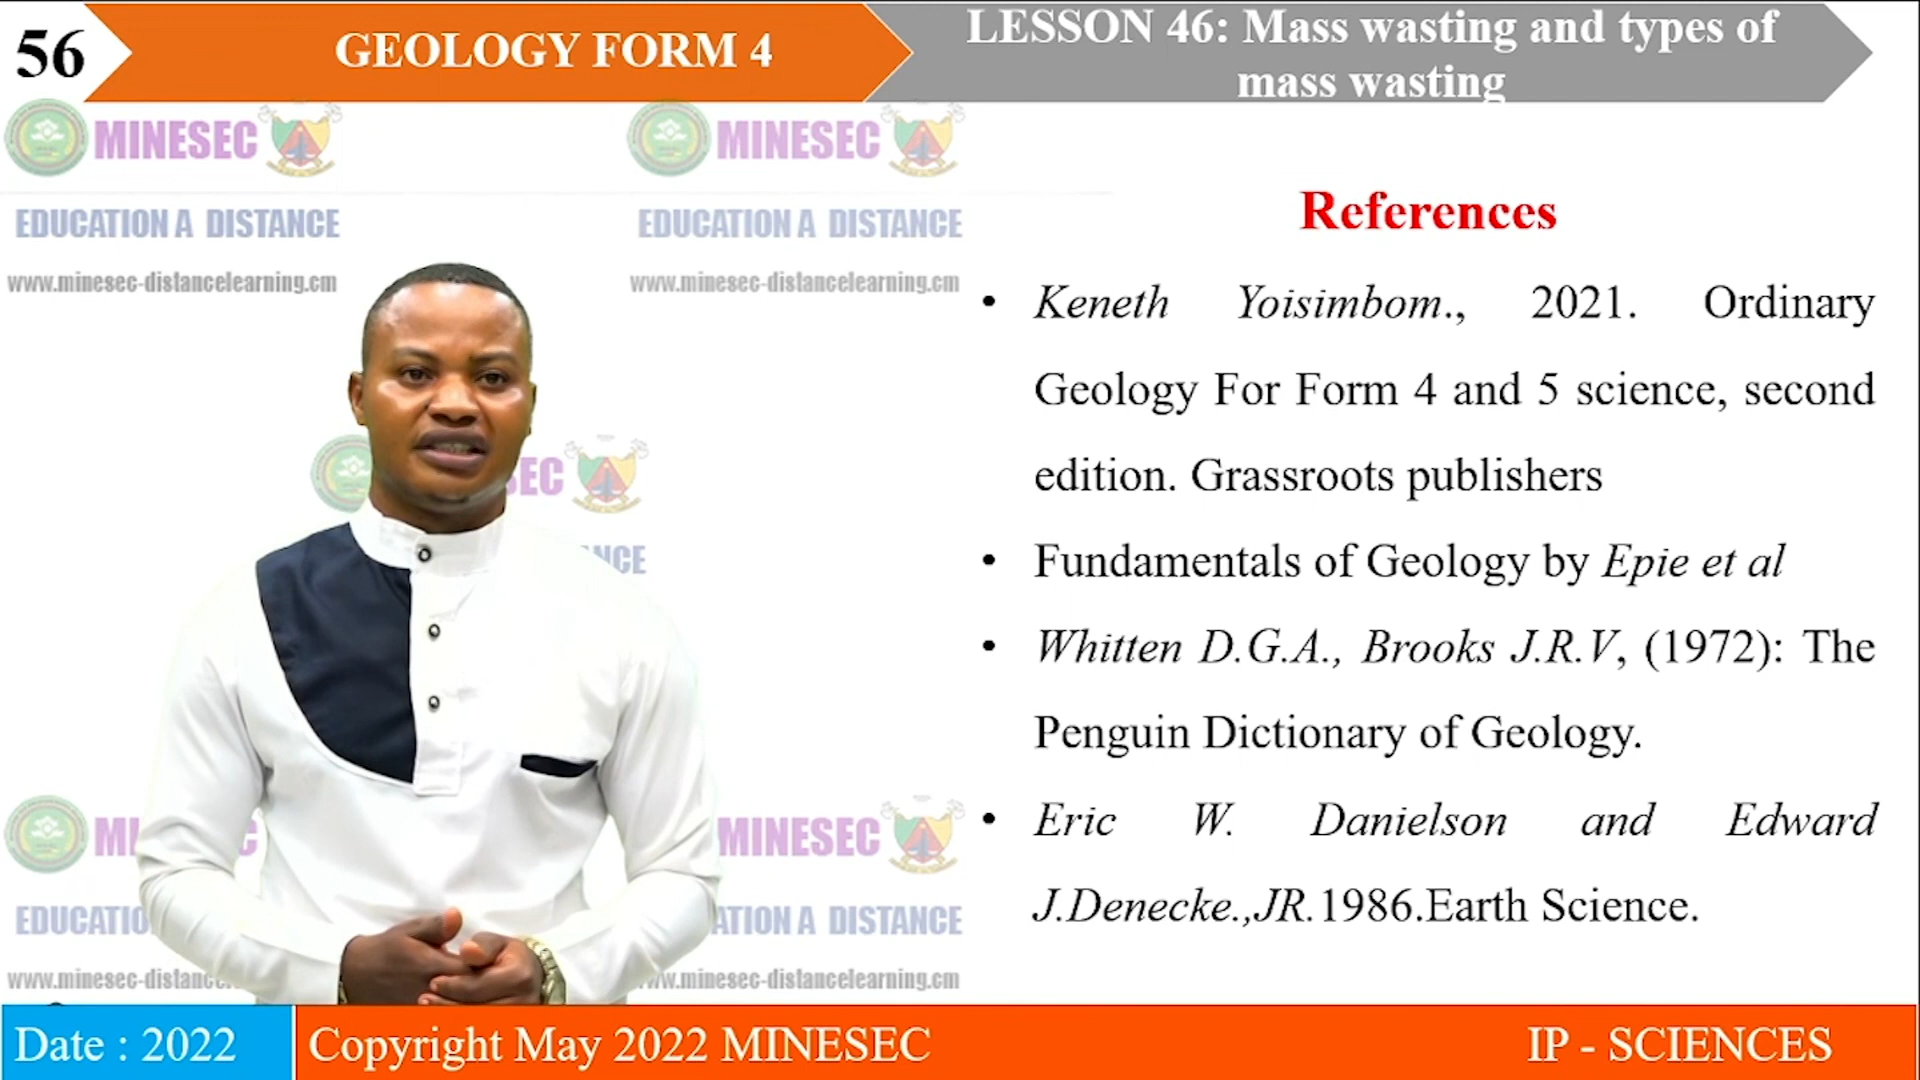 56
GEOLOGY FORM 4
LESSON 46: Mass wasting and types of
mass wasting
MINESEC
MINESEC
EDUCATION A DISTANCE
EDUCATION A DISTANCE
www.minesec-distancelearning.cm
www.minesec-distancelearning.cm
References
• Keneth Yoisimbom., 2021. Ordinary
Geology For Form 4 and 5 science, second
edition. Grassroots publishers
• Fundamentals of Geology by Epie et al
• Whitten D.G.A., Brooks J.R.V, (1972): The
Penguin Dictionary of Geology.
• Eric W. Danielson and Edward
J.Denecke.,JR.1986.Earth Science.
MINESEC
EDUCATION A DISTANCE
www.minesec-distancelearning.cm
Date : 2022
Copyright May 2022 MINESEC
IP - SCIENCES